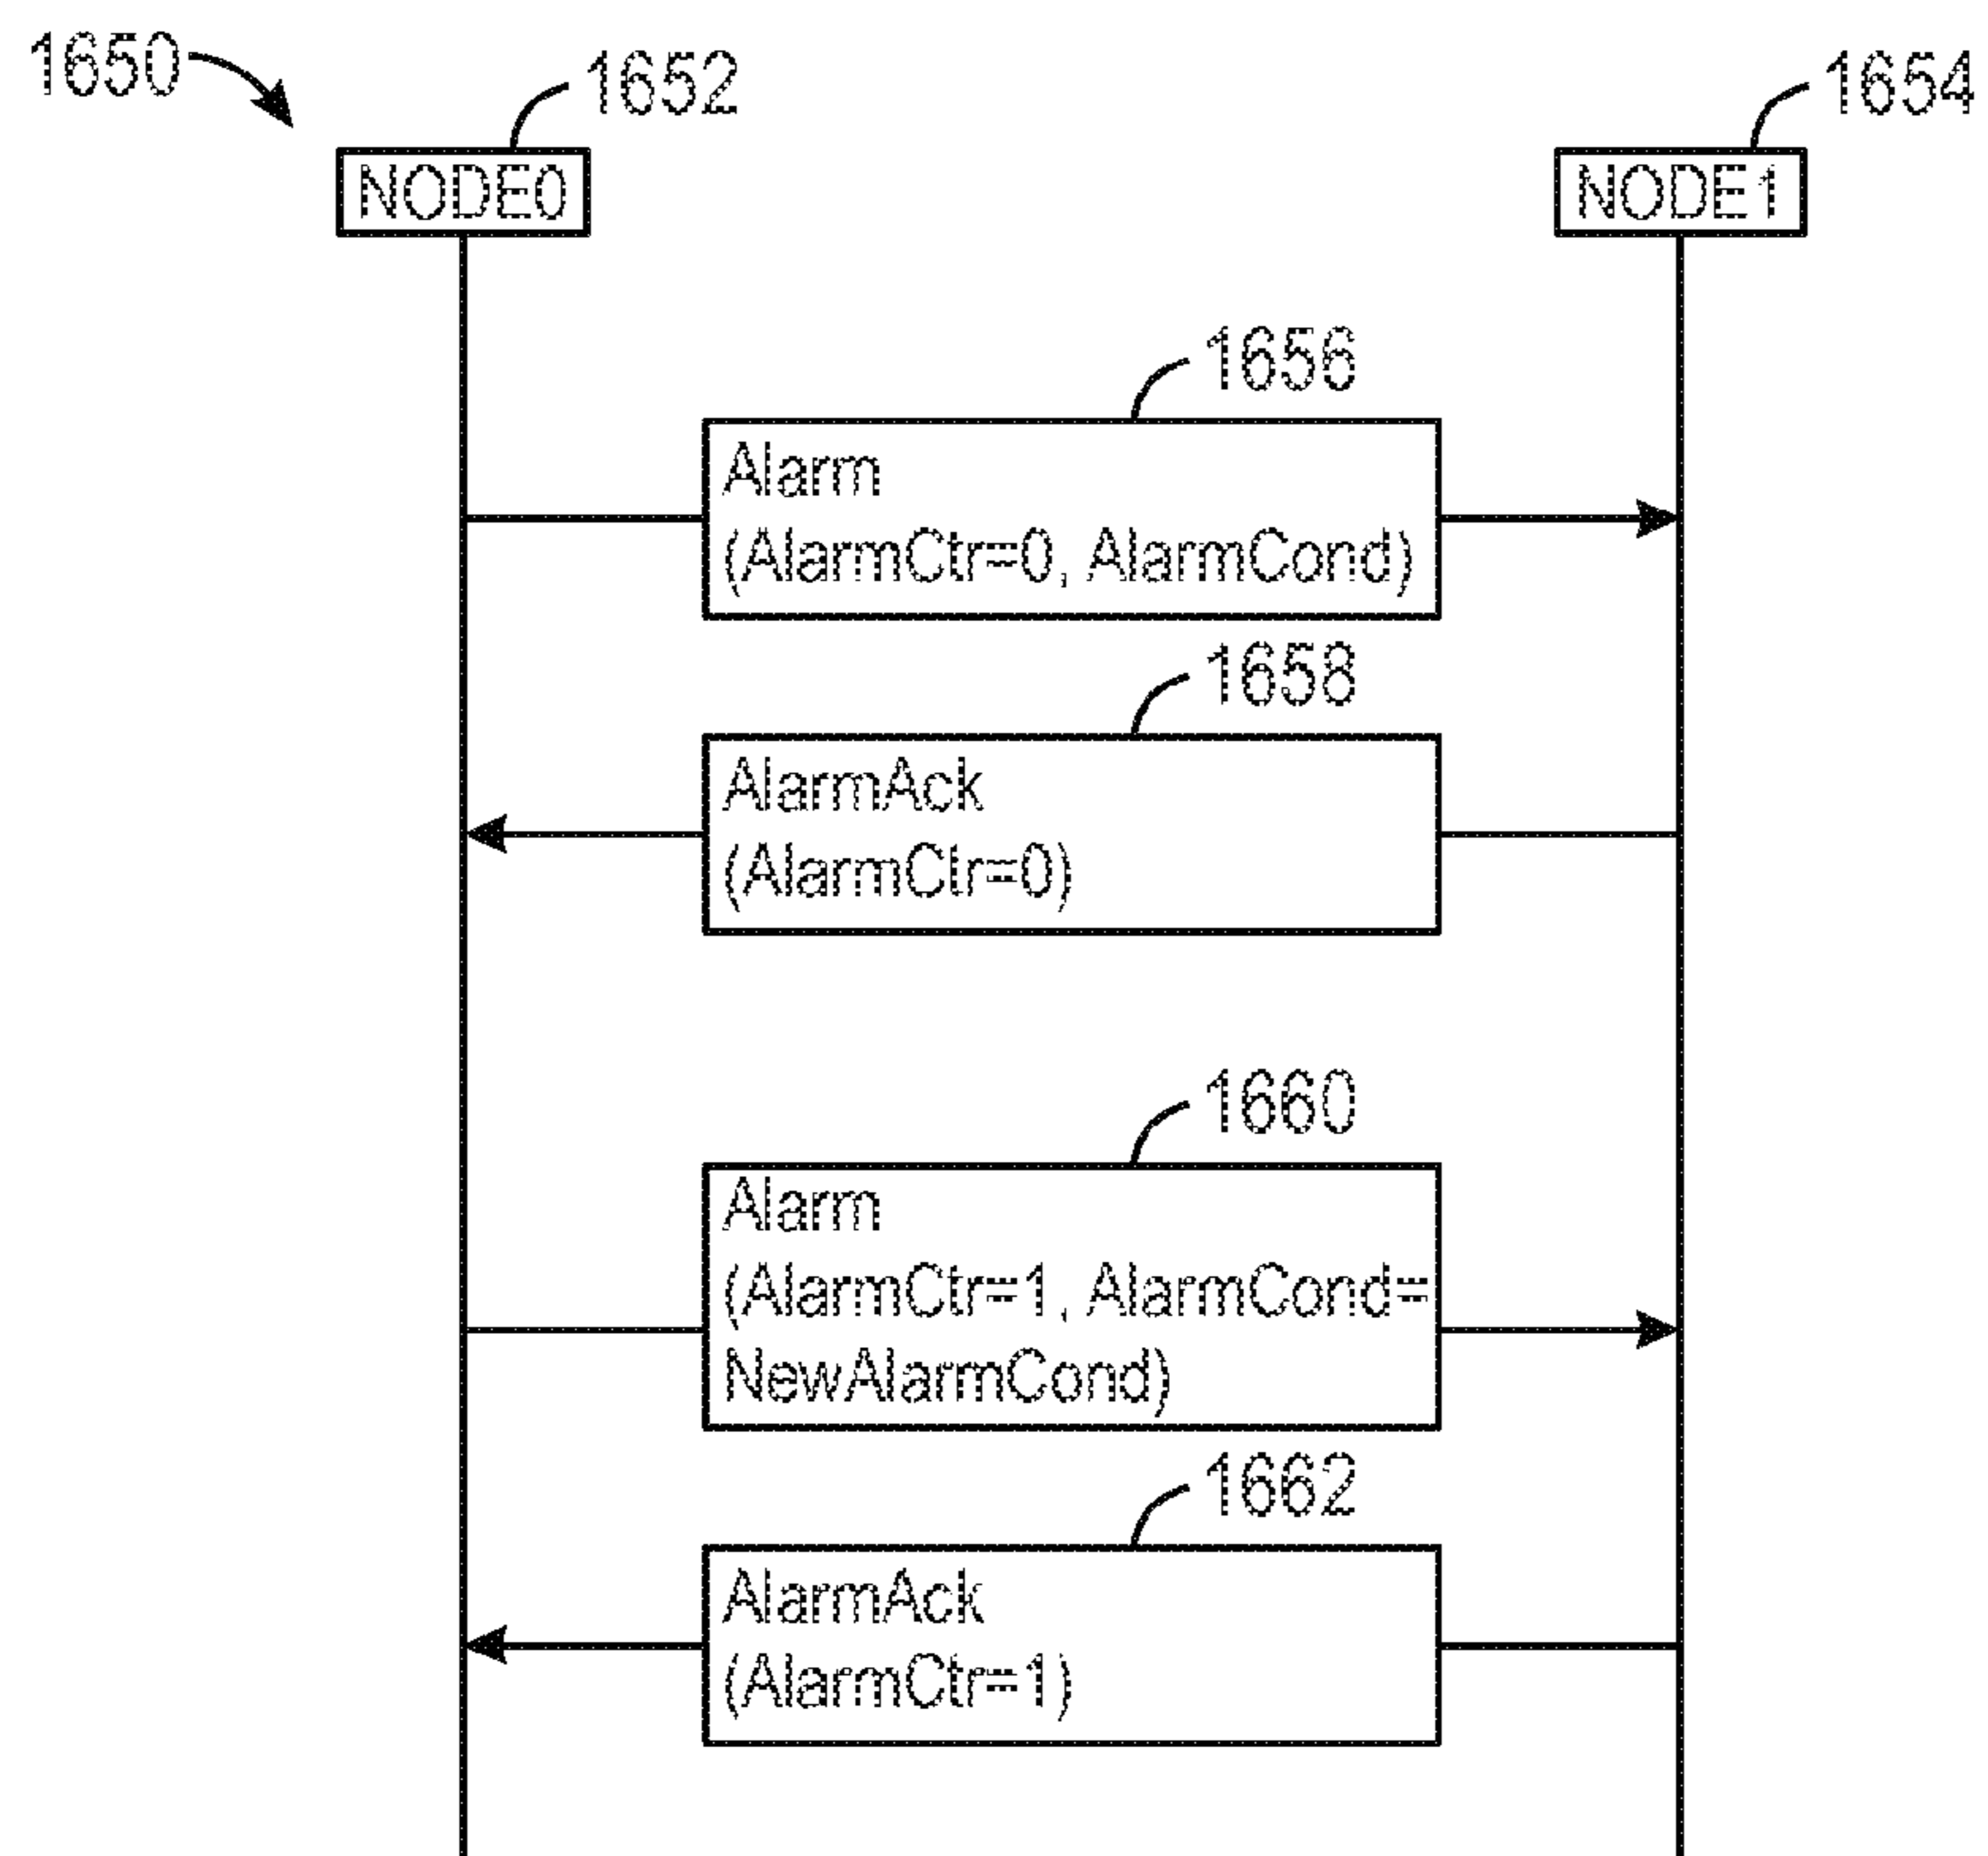 1650
1652
1654
NODE0
NODE1
1656
Alarm
(AlarmCtr=0, AlarmCond)
1658
AlarmAck
(AlarmCtr=0)
1660
Alarm
(AlarmCtr=1, AlarmCond=
NewAlarmCond)
1662
AlarmAck
(AlarmCtr=1)